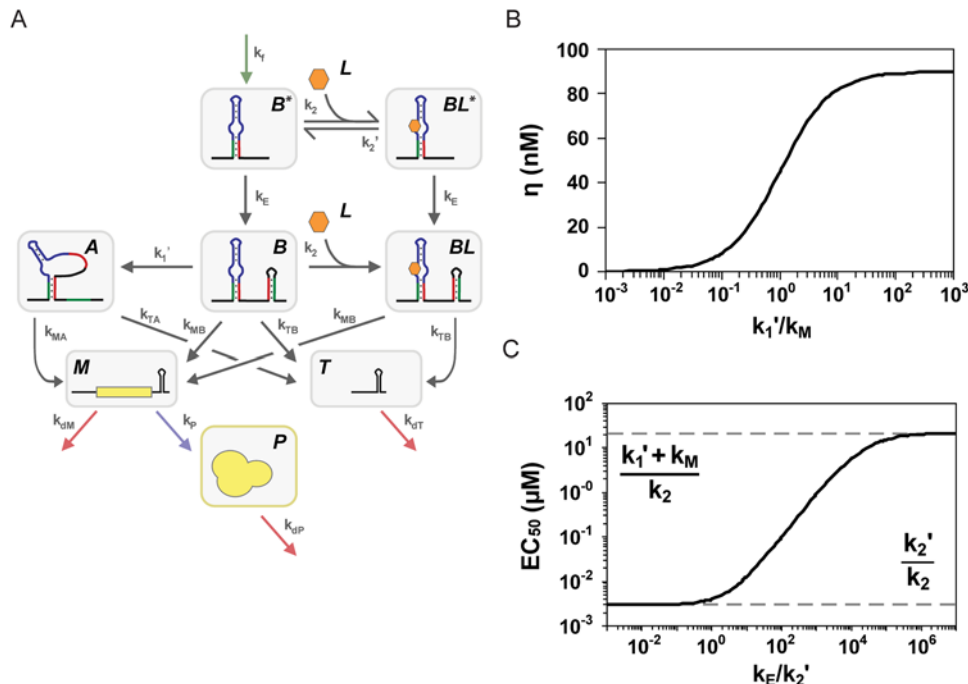 A
k_f
L
B*
k_2
k_2'
BL*
k_E
k_E
L
A
k_1'
B
k_2
BL
k_MA
k_TA
k_MB
k_TB
k_MB
k_TB
M
T
k_dM
k_P
k_dT
P
k_dP
B
100
80
60
40
20
0
η (nM)
10^-3 10^-2 10^-1 10^0 10^1 10^2 10^3
k_1'/k_M
C
10^2
10^1
10^-0
10^-1
10^-2
10^-3
EC_50 (µM)
k_1' + k_M
k_2
k_2'
k_2
10^-2 10^0 10^2 10^4 10^6
k_E/k_2'